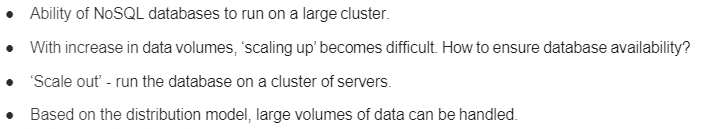 ● Ability of NoSQL databases to run on a large cluster.
● With increase in data volumes, ‘scaling up’ becomes difficult. How to ensure database availability?
● ‘Scale out’ - run the database on a cluster of servers.
● Based on the distribution model, large volumes of data can be handled.